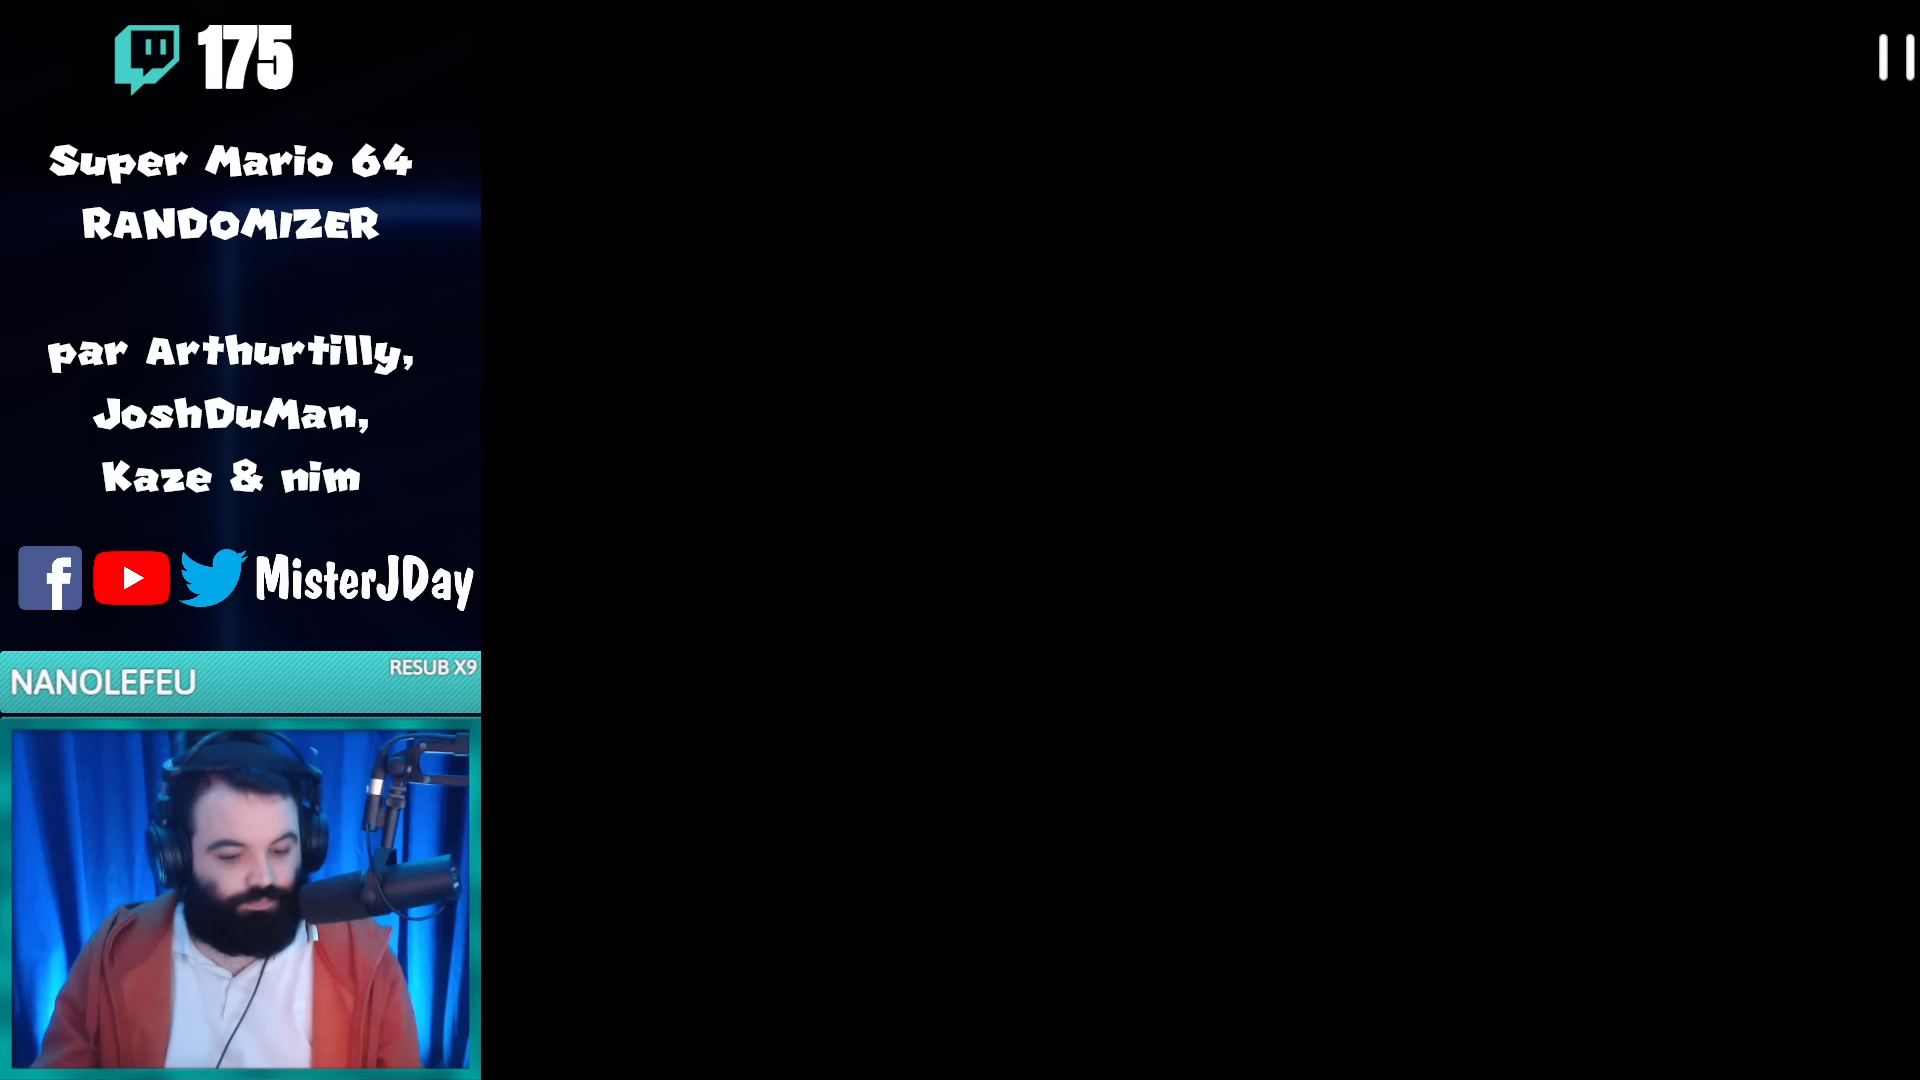 175
Super Mario 64
RANDOMIZER
par Arthurtilly,
JoshDuMan,
Kaze & nim
MisterJDay
NANOLEFEU
RESUB X9